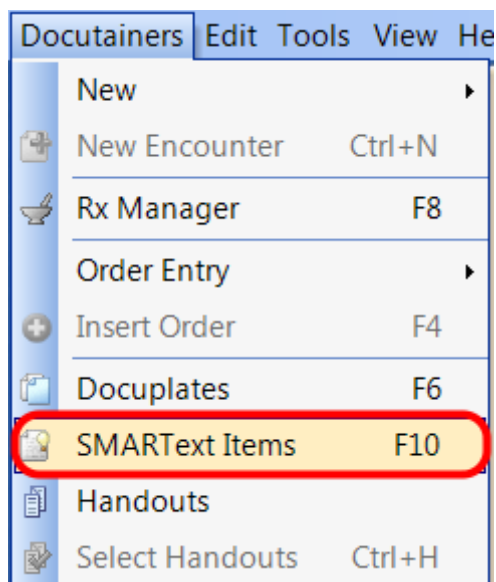 Docutainers Edit Tools View He
New
New Encounter Ctrl+N
Rx Manager F8
Order Entry
Insert Order F4
Docuplates F6
SMARText Items F10
Handouts
Select Handouts Ctrl+H